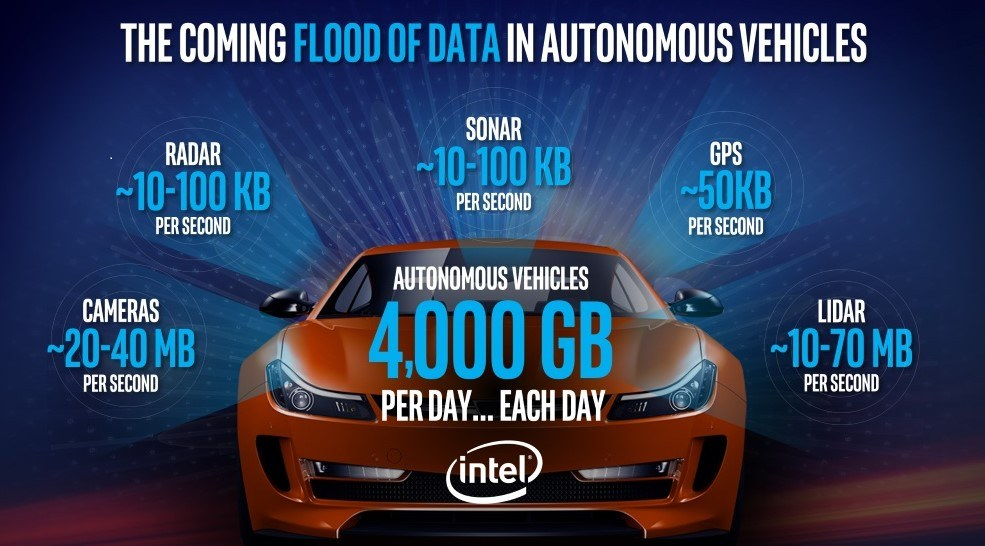 THE COMING FLOOD OF DATA IN AUTONOMOUS VEHICLES
RADAR
~10-100 KB
PER SECOND
SONAR
~10-100 KB
PER SECOND
GPS
~50KB
PER SECOND
CAMERAS
~20-40 MB
PER SECOND
AUTONOMOUS VEHICLES
4,000 GB
PER DAY... EACH DAY
LIDAR
~10-70 MB
PER SECOND
intel